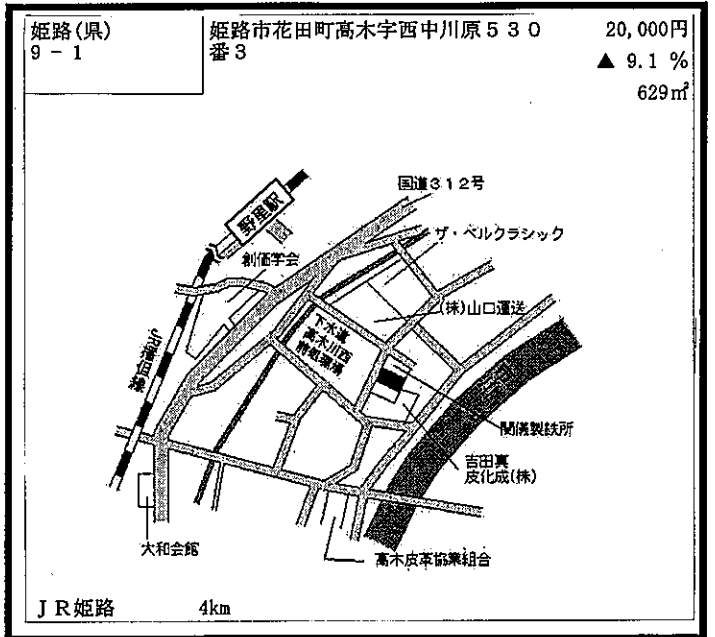 姫路(県)
9-1
姫路市花田町高木字西中川原530
番3
20,000円
▲ 9.1 %
629㎡
国道312号
野里駅
ザ・ベルクラシック
創価学会
(株)山口運送
下水道
高木川西
前処理場
JR播但線
関儀製鉄所
吉田真
皮化成(株)
大和会館
高木皮革協業組合
JR姫路 4km